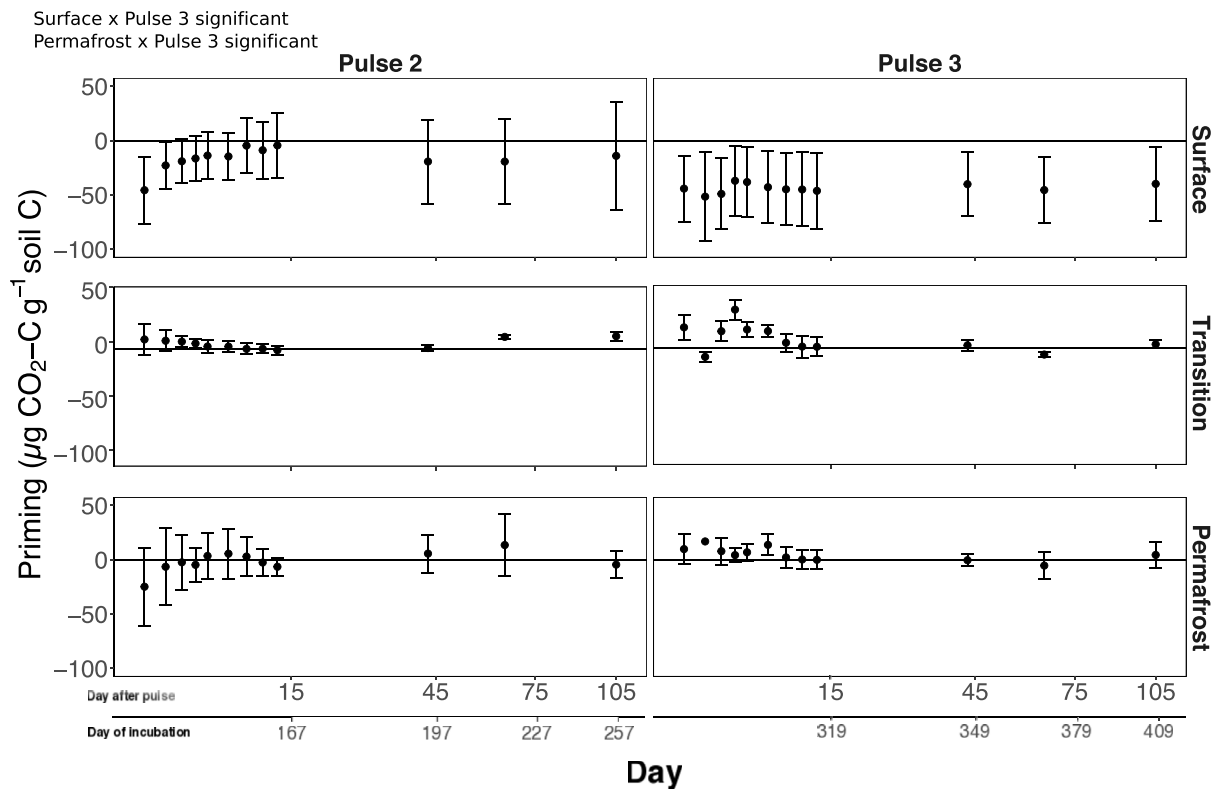 Surface x Pulse 3 significant
Permafrost x Pulse 3 significant
Pulse 2 Pulse 3
Priming (µg CO₂–C g⁻¹ soil C)
50
0
−50
−100
Surface
50
0
−50
−100
Transition
50
0
−50
−100
Permafrost
Day after pulse 15 45 75 105 15 45 75 105
Day of incubation 167 197 227 257 319 349 379 409
Day